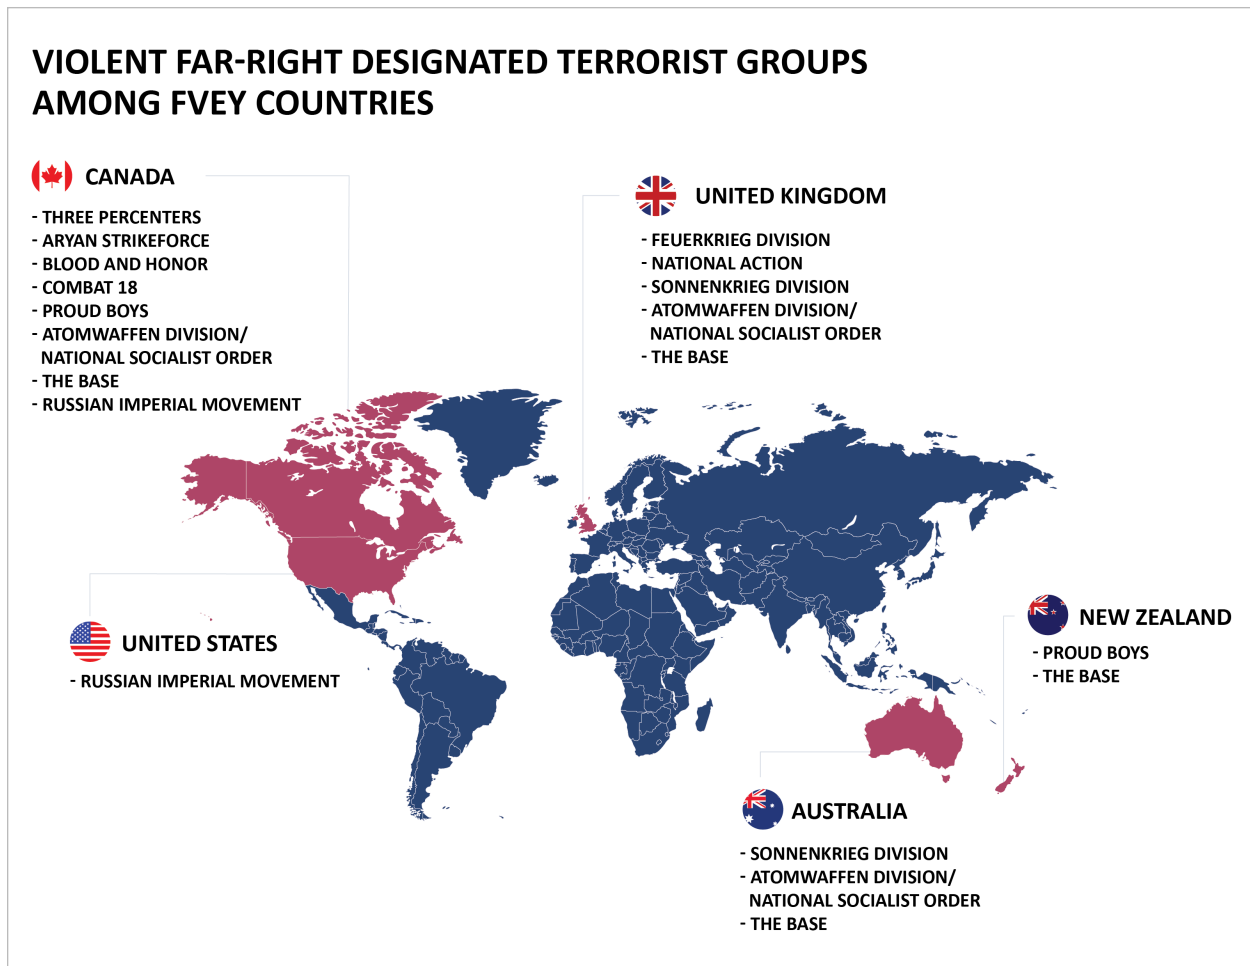 VIOLENT FAR-RIGHT DESIGNATED TERRORIST GROUPS
AMONG FVEY COUNTRIES
CANADA
- THREE PERCENTERS
- ARYAN STRIKEFORCE
- BLOOD AND HONOR
- COMBAT 18
- PROUD BOYS
- ATOMWAFFEN DIVISION/
NATIONAL SOCIALIST ORDER
- THE BASE
- RUSSIAN IMPERIAL MOVEMENT
UNITED KINGDOM
- FEUERKRIEG DIVISION
- NATIONAL ACTION
- SONNENKRIEG DIVISION
- ATOMWAFFEN DIVISION/
NATIONAL SOCIALIST ORDER
- THE BASE
UNITED STATES
- RUSSIAN IMPERIAL MOVEMENT
NEW ZEALAND
- PROUD BOYS
- THE BASE
AUSTRALIA
- SONNENKRIEG DIVISION
- ATOMWAFFEN DIVISION/
NATIONAL SOCIALIST ORDER
- THE BASE